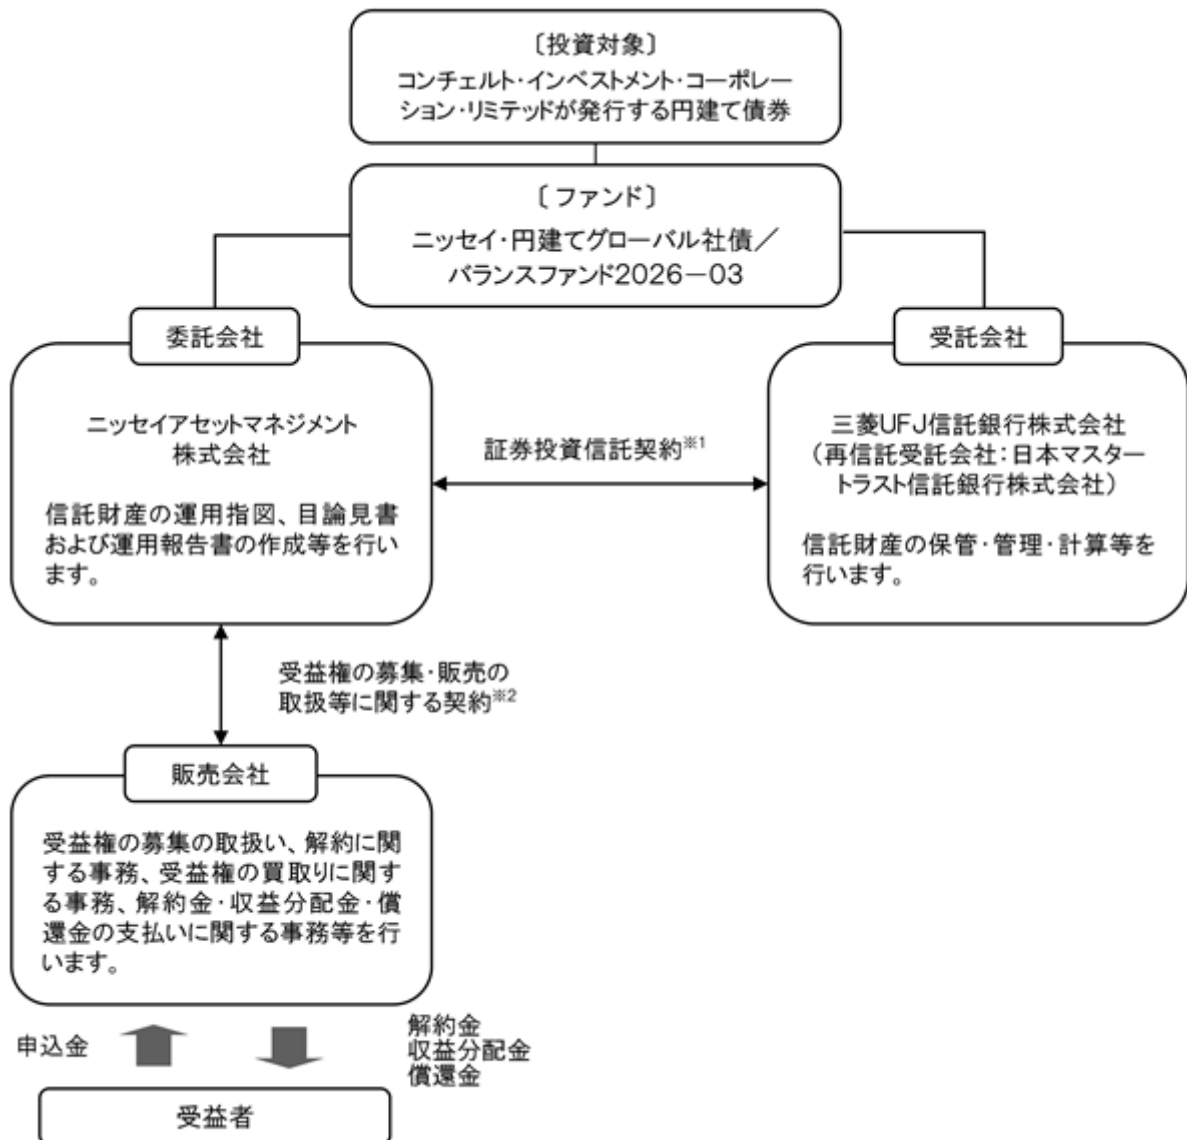 〔投資対象〕
コンチェルト・インベストメント・コーポレー
ション・リミテッドが発行する円建て債券
〔ファンド〕
ニッセイ・円建てグローバル社債／
バランスファンド2026－03
委託会社
ニッセイアセットマネジメント
株式会社
信託財産の運用指図、目論見書
および運用報告書の作成等を行い
ます。
証券投資信託契約※1
受託会社
三菱UFJ信託銀行株式会社
（再信託受託会社：日本マスター
トラスト信託銀行株式会社）
信託財産の保管・管理・計算等を
行います。
受益権の募集・販売の
取扱等に関する契約※2
販売会社
受益権の募集の取扱い、解約に関
する事務、受益権の買取りに関す
る事務、解約金・収益分配金・償
還金の支払いに関する事務等を行
います。
申込金
解約金
収益分配金
償還金
受益者